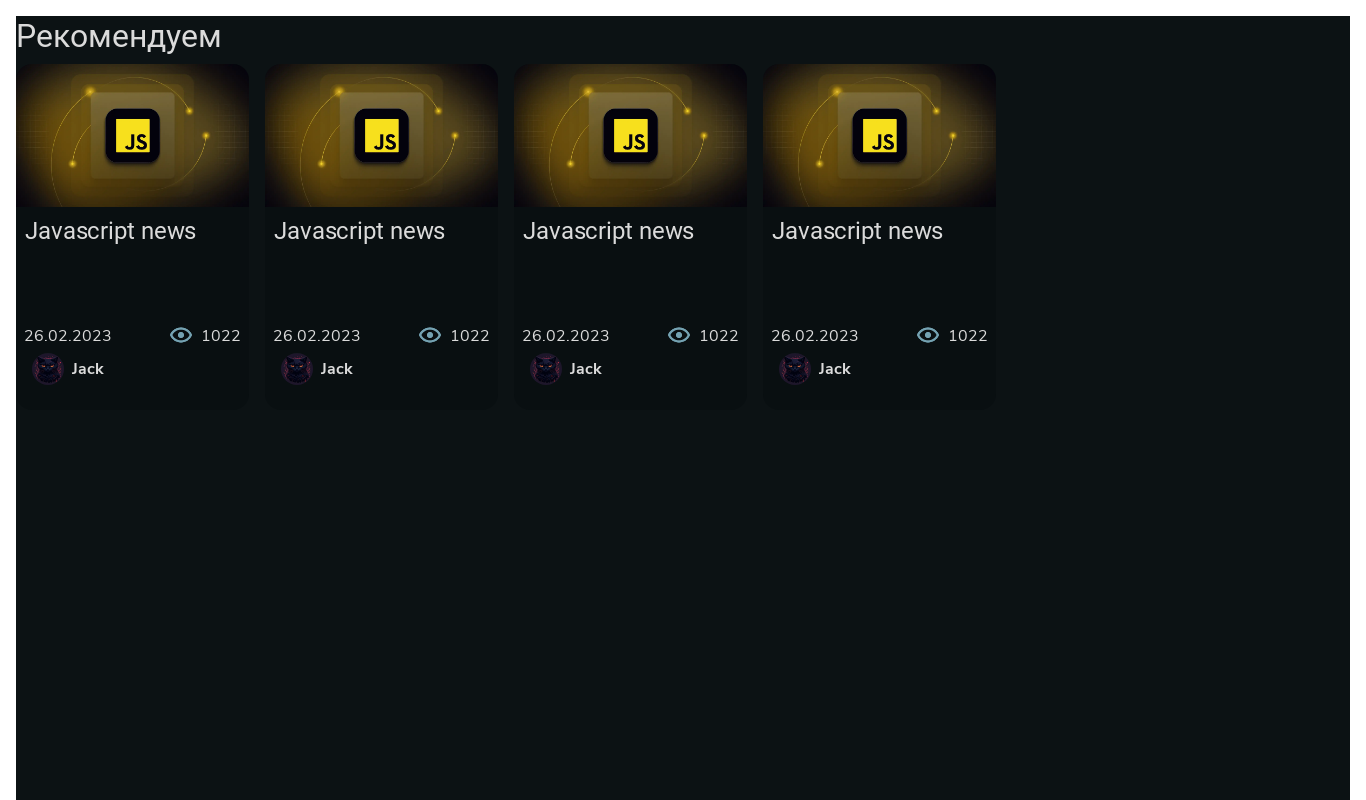 Рекомендуем
JS JS JS JS
Javascript news Javascript news Javascript news Javascript news
26.02.2023 1022 26.02.2023 1022 26.02.2023 1022 26.02.2023 1022
Jack Jack Jack Jack